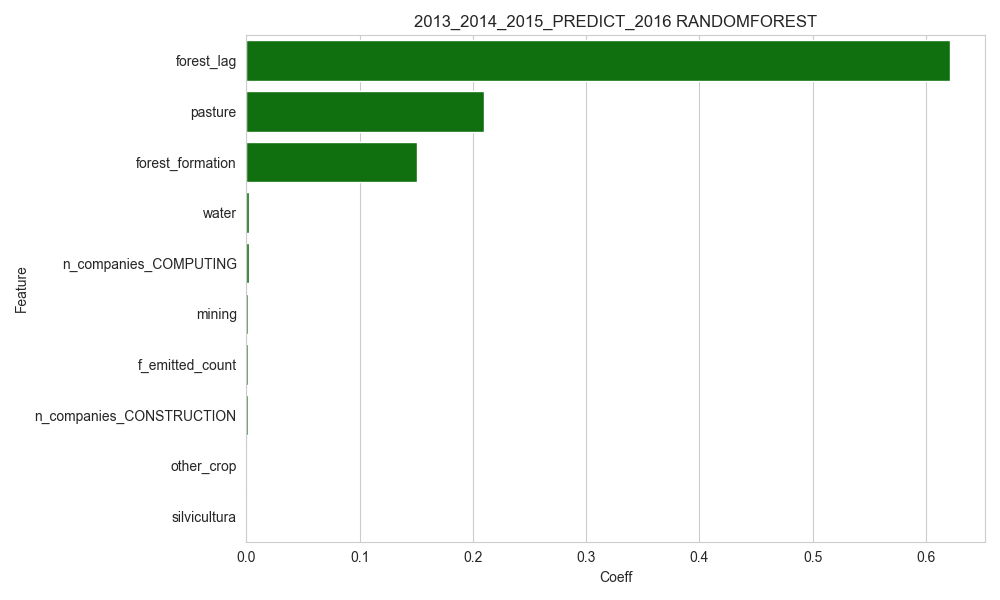 2013_2014_2015_PREDICT_2016 RANDOMFOREST
forest_lag
pasture
forest_formation
water
n_companies_COMPUTING
mining
f_emitted_count
n_companies_CONSTRUCTION
other_crop
silvicultura
Feature
0.0 0.1 0.2 0.3 0.4 0.5 0.6
Coeff